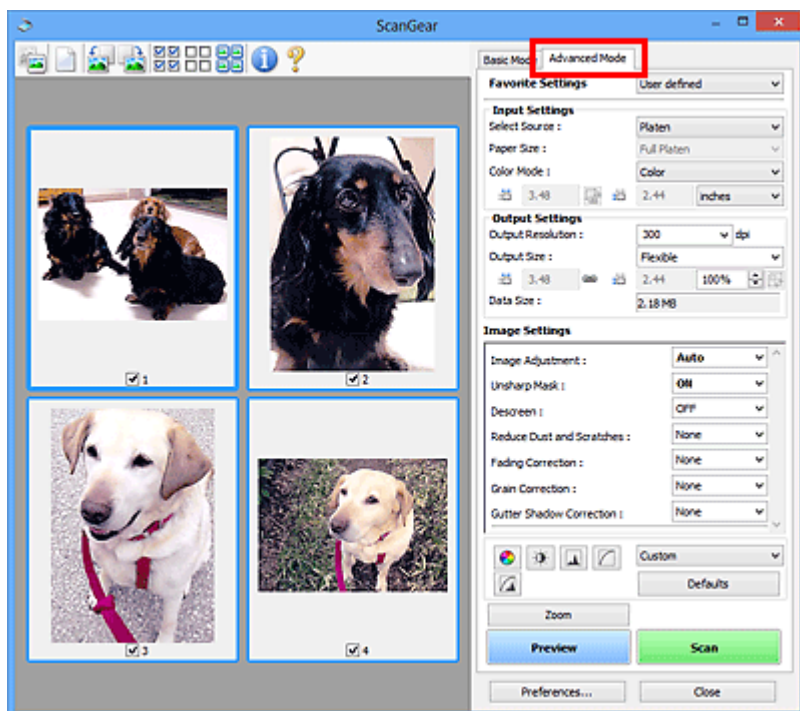 ScanGear
Basic Mode Advanced Mode
Favorite Settings User defined
Input Settings
Select Source : Platen
Paper Size : Full Platen
Color Mode : Color
3.48 2.44 inches
Output Settings
Output Resolution : 300 dpi
Output Size : Flexible
3.48 2.44 100%
Data Size : 2.18 MB
Image Settings
Image Adjustment : Auto
Unsharp Mask : ON
Descreen : OFF
Reduce Dust and Scratches : None
Fading Correction : None
Grain Correction : None
Gutter Shadow Correction : None
Custom
Defaults
Zoom
Preview Scan
Preferences... Close
1
2
3
4